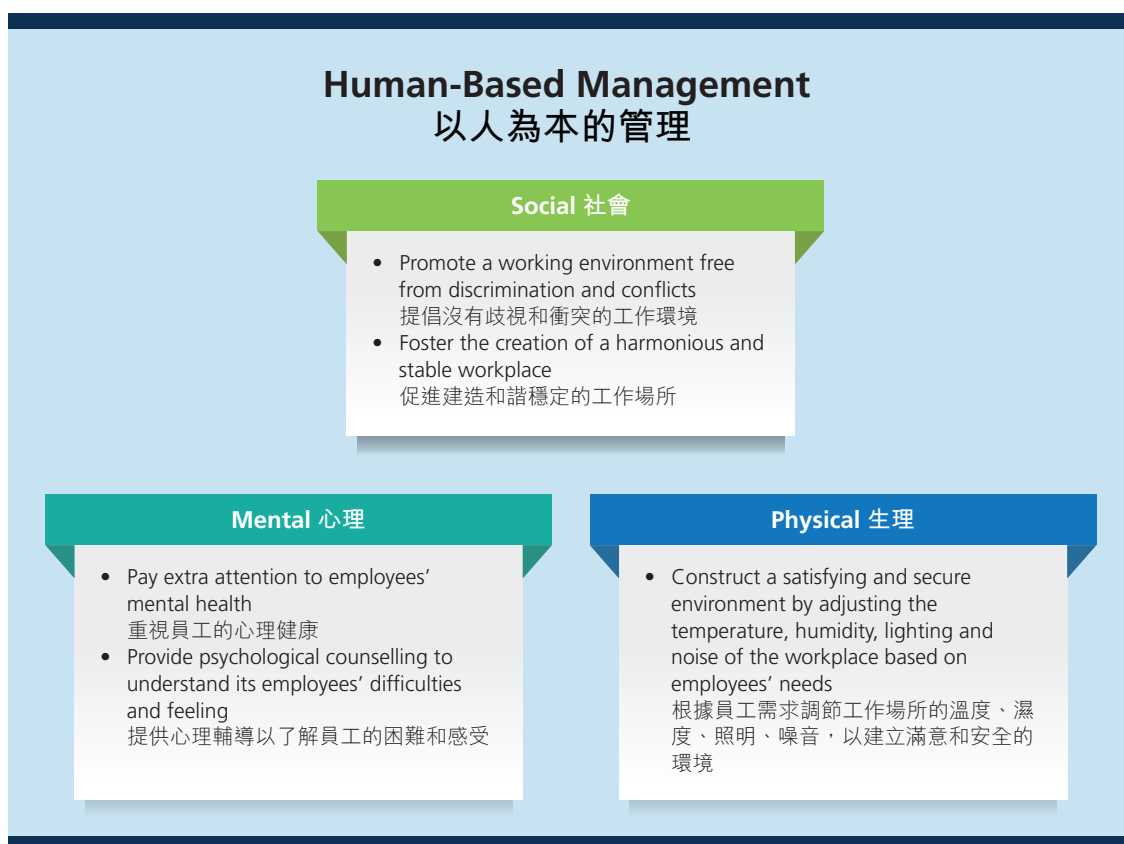 Human-Based Management
以人為本的管理
Social 社會
• Promote a working environment free
from discrimination and conflicts
提倡沒有歧視和衝突的工作環境
• Foster the creation of a harmonious and
stable workplace
促進建造和諧穩定的工作場所
Mental 心理
• Pay extra attention to employees’
mental health
重視員工的心理健康
• Provide psychological counselling to
understand its employees’ difficulties
and feeling
提供心理輔導以了解員工的困難和感受
Physical 生理
• Construct a satisfying and secure
environment by adjusting the
temperature, humidity, lighting and
noise of the workplace based on
employees’ needs
根據員工需求調節工作場所的溫度、濕
度、照明、噪音，以建立滿意和安全的
環境